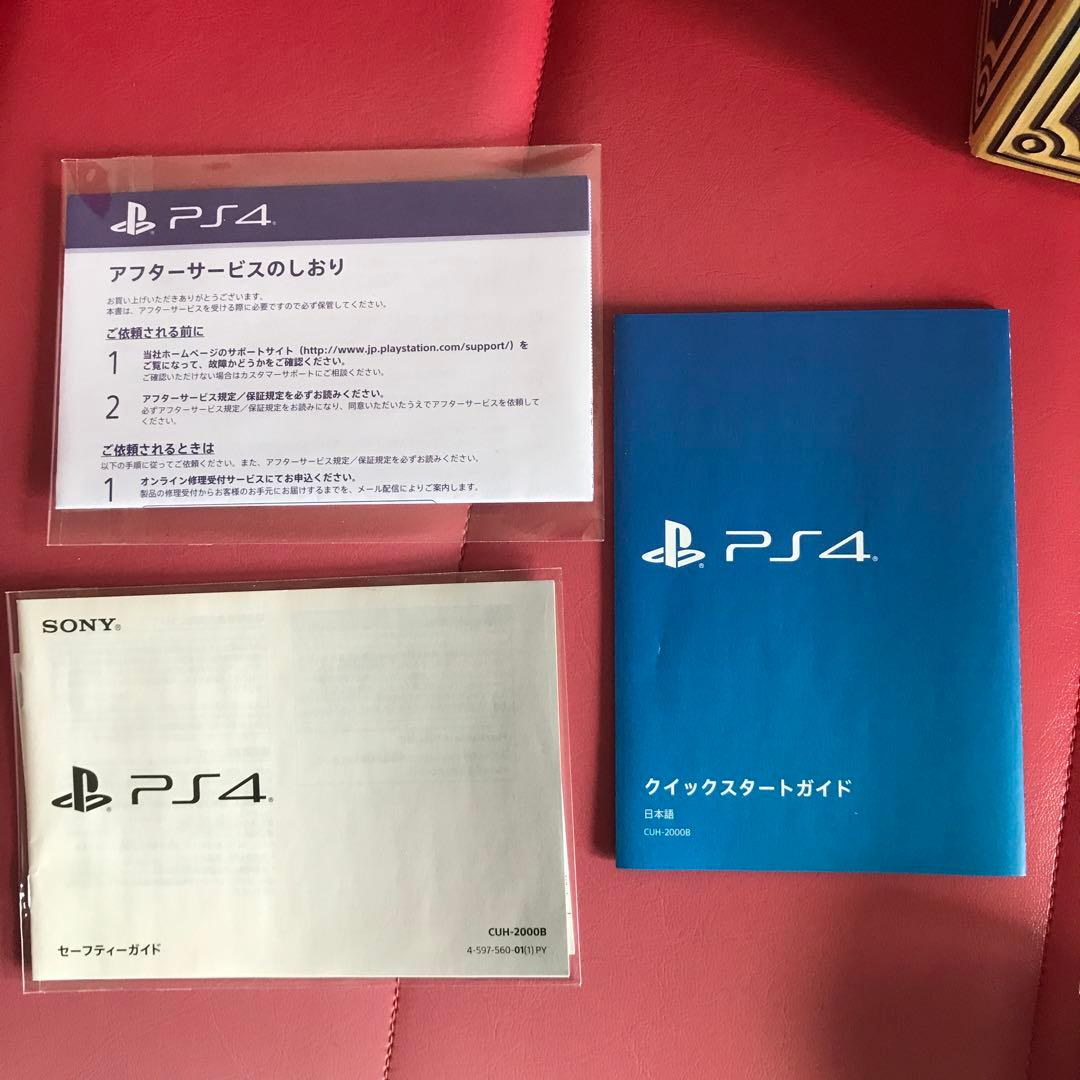 PS4®
アフターサービスのしおり
お買い上げいただきありがとうございます。
本書は、アフターサービスを受ける際に必要ですので必ず保管してください。
ご依頼される前に
1 当社ホームページのサポートサイト（http://www.jp.playstation.com/support/）を
ご覧になって、故障かどうかをご確認ください。
ご確認いただけない場合はカスタマーサポートにご相談ください。
2 アフターサービス規定／保証規定を必ずお読みください。
必ずアフターサービス規定／保証規定をお読みになり、同意いただいたうえでアフターサービスを依頼して
ください。
ご依頼されるときは
以下の手順に従ってご依頼ください。また、アフターサービス規定／保証規定を必ずお読みください。
1 オンライン修理受付サービスにてお申込ください。
製品の修理受付からお客様のお手元にお届けするまでを、メール配信によりご案内します。
SONY®
PS4®
セーフティーガイド
CUH-2000B
4-597-560-01(1) PY
PS4®
クイックスタートガイド
日本語
CUH-2000B